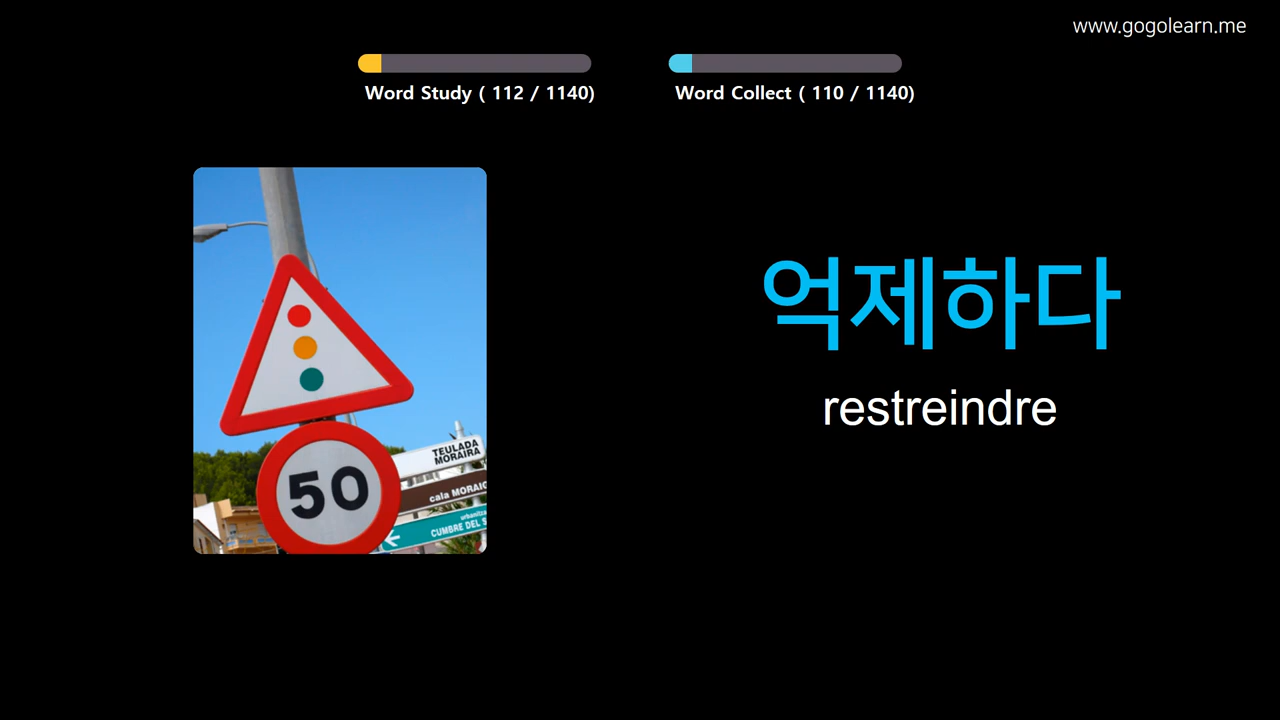 www.gogolearn.me
Word Study ( 112 / 1140)
Word Collect ( 110 / 1140)
억제하다
restreindre
50
TEULADA
MORAIRA
cala MORAIG
urbaniza
CUMBRE DEL S